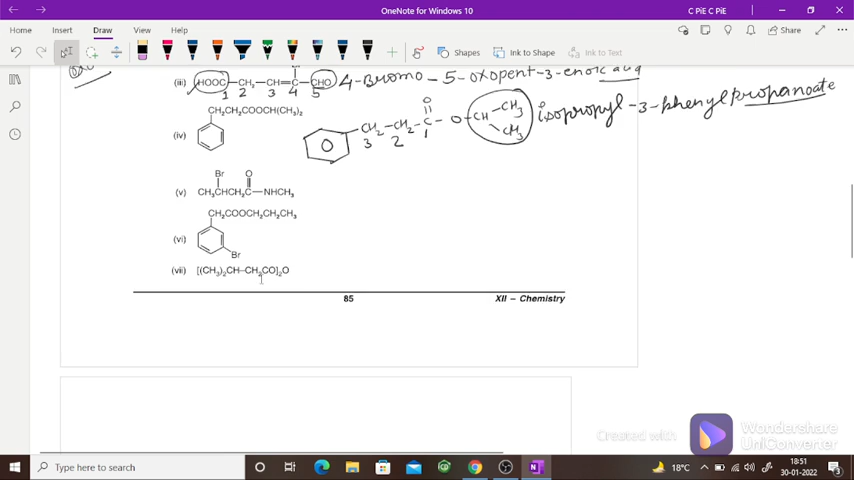 OneNote for Windows 10
C PiE C PiE
Home Insert Draw History Review View Help
Share
Shapes Ink to Shape Ink to Text
(iii) HOOC–CH2–CH=C–CHO 4-Bromo-5-oxopent-3-enoic acid
1 2 3 4 5
CH₂CH₂COOCH(CH₃)₂
(iv)
O CH3
CH2-CH2-C-O-CH isopropyl-3-phenylpropanoate
CH3
3 2 1
Br O
(v) CH₃CHCH₂C–NHCH₃
CH₂COOCH₂CH₂CH₃
(vi)
Br
(vii) [(CH₃)₂CH–CH₂CO]₂O
85 XII – Chemistry
Created with Wondershare UniConverter
Type here to search
18°C
18:51
30-01-2022